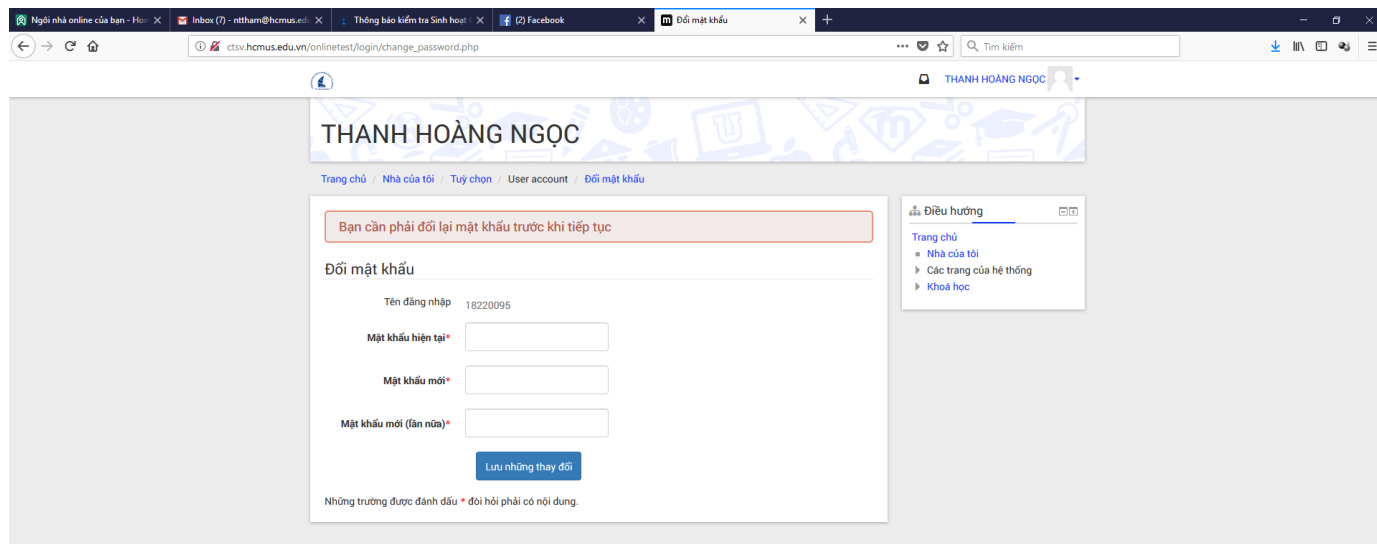 Ngôi nhà online của bạn - Hon
Inbox (7) - nttham@hcmus.edu
Thông báo kiểm tra Sinh hoạt
(2) Facebook
Đổi mật khẩu
ctsv.hcmus.edu.vn/onlinetest/login/change_password.php
Tìm kiếm
THANH HOÀNG NGỌC
THANH HOÀNG NGỌC
Trang chủ / Nhà của tôi / Tuỳ chọn / User account / Đổi mật khẩu
Bạn cần phải đổi lại mật khẩu trước khi tiếp tục
Đổi mật khẩu
Tên đăng nhập 18220095
Mật khẩu hiện tại*
Mật khẩu mới*
Mật khẩu mới (lần nữa)*
Lưu những thay đổi
Những trường được đánh dấu * đòi hỏi phải có nội dung.
Điều hướng
Trang chủ
Nhà của tôi
Các trang của hệ thống
Khoá học